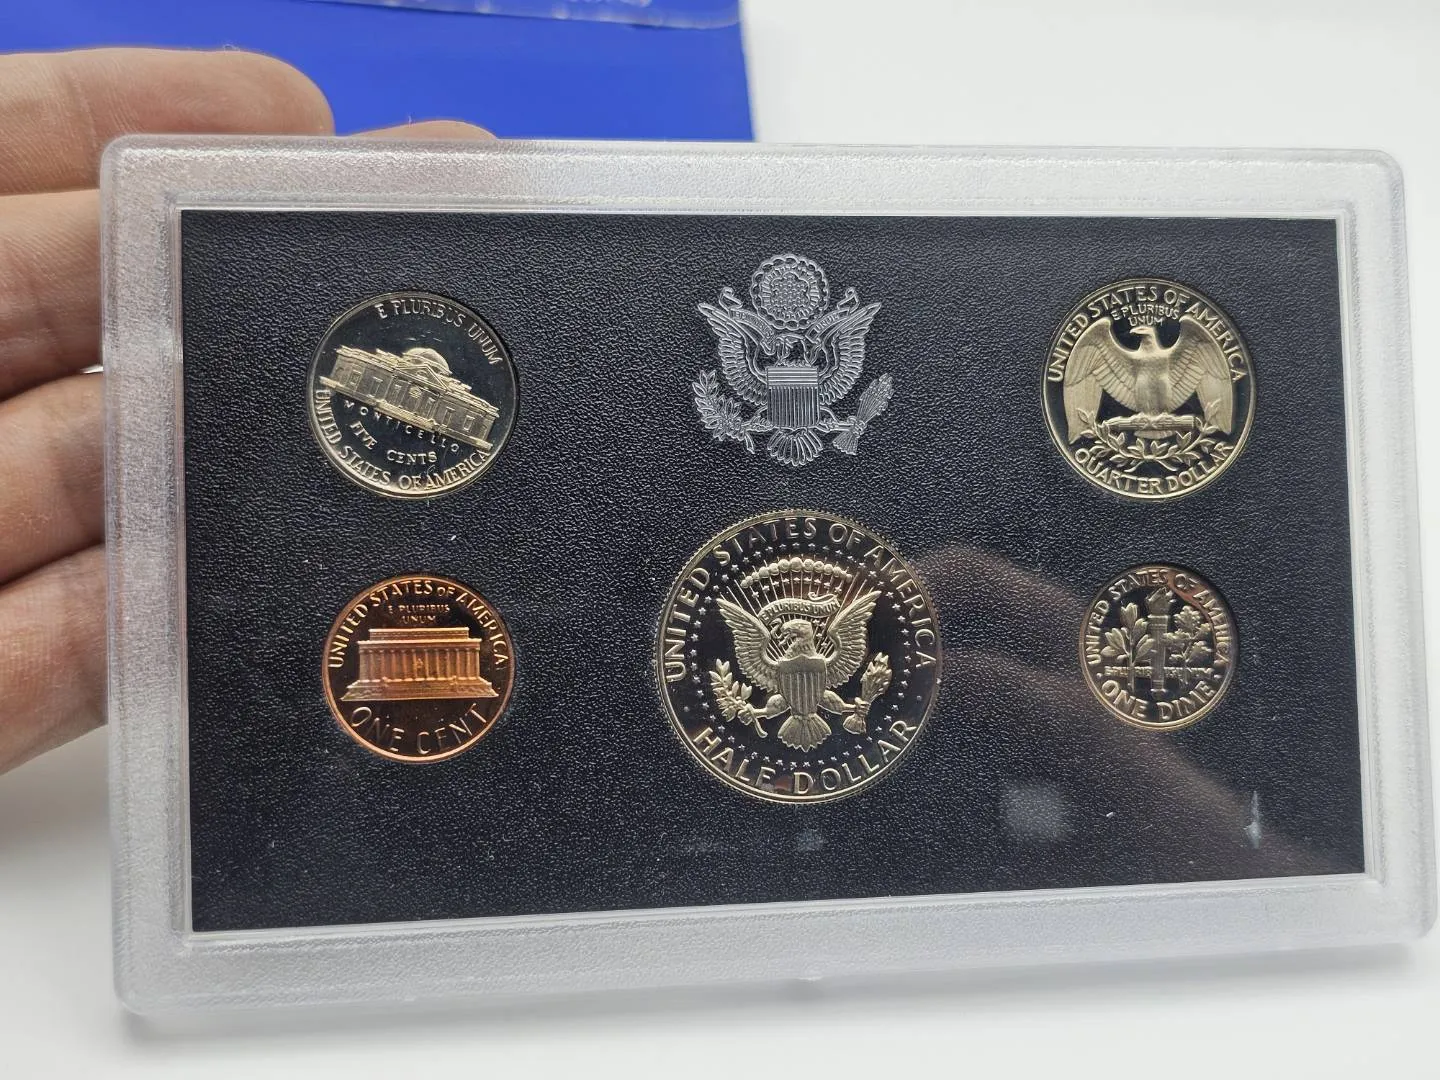 E PLURIBUS UNUM
MONTICELLO
FIVE CENTS
UNITED STATES OF AMERICA
UNITED STATES OF AMERICA
E PLURIBUS
UNUM
QUARTER DOLLAR
UNITED STATES OF AMERICA
E PLURIBUS
UNUM
ONE CENT
UNITED STATES OF AMERICA
E PLURIBUS UNUM
HALF DOLLAR
UNITED STATES OF AMERICA
ONE DIME